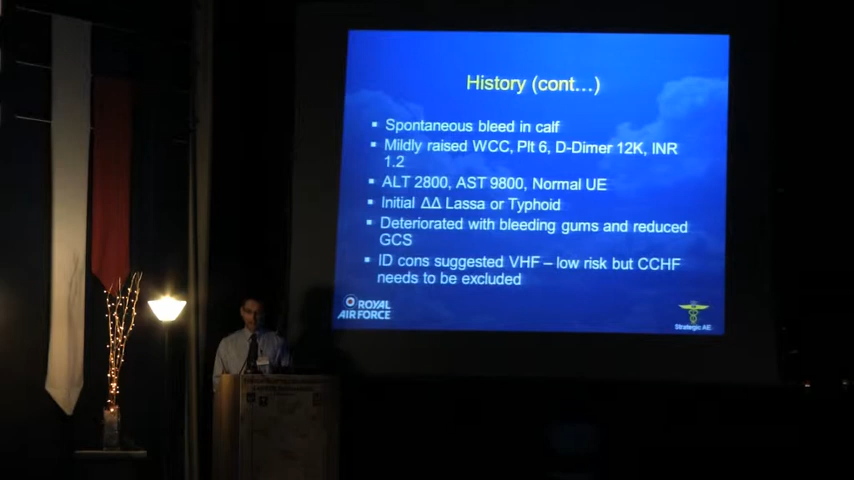 History (cont...)
Spontaneous bleed in calf
Mildly raised WCC, Plt 6, D-Dimer 12K, INR
1.2
ALT 2800, AST 9800, Normal UE
Initial ΔΔ Lassa or Typhoid
Deteriorated with bleeding gums and reduced
GCS
ID cons suggested VHF – low risk but CCHF
needs to be excluded
ROYAL
AIR FORCE
Strategic AE